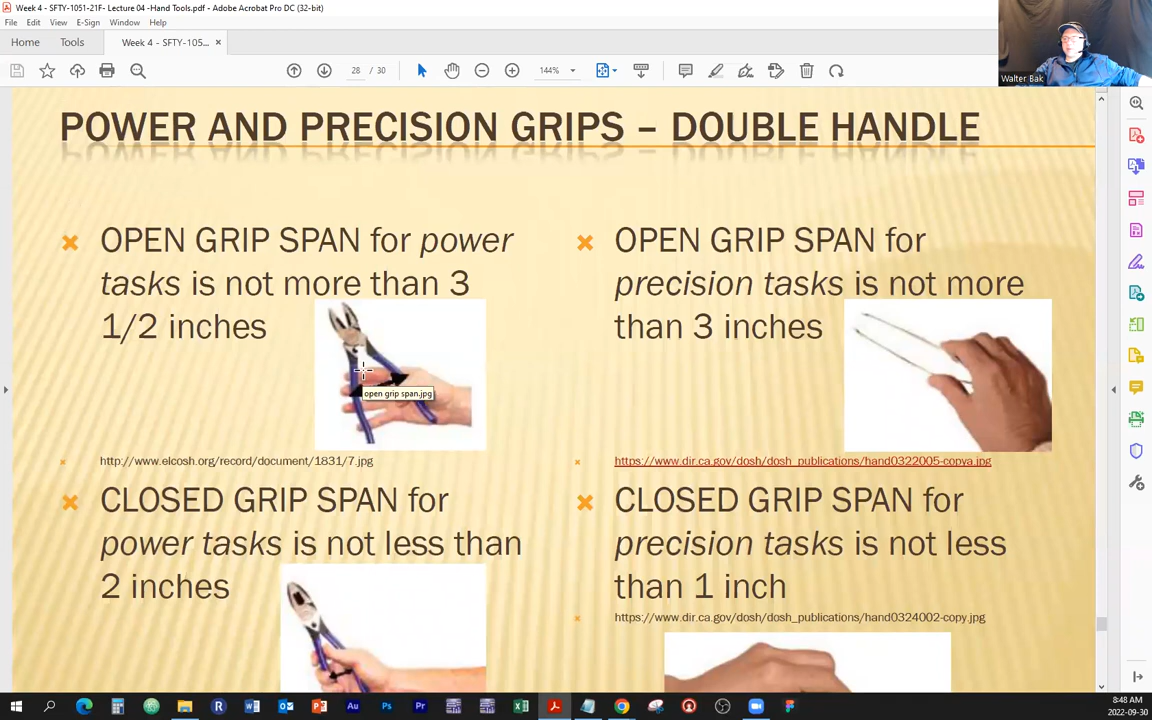 Week 4 - SFTY-1051-21F- Lecture 04 -Hand Tools.pdf - Adobe Acrobat Pro DC (32-bit)
File Edit View E-Sign Window Help
Home Tools Week 4 - SFTY-105... ×
28 / 30 144%
Walter Bak
POWER AND PRECISION GRIPS – DOUBLE HANDLE
OPEN GRIP SPAN for power
tasks is not more than 3
1/2 inches
open grip span.jpg
http://www.elcosh.org/record/document/1831/7.jpg
CLOSED GRIP SPAN for
power tasks is not less than
2 inches
OPEN GRIP SPAN for
precision tasks is not more
than 3 inches
https://www.dir.ca.gov/dosh/dosh_publications/hand0322005-copya.jpg
CLOSED GRIP SPAN for
precision tasks is not less
than 1 inch
https://www.dir.ca.gov/dosh/dosh_publications/hand0324002-copy.jpg
8:48 AM
2022-09-30